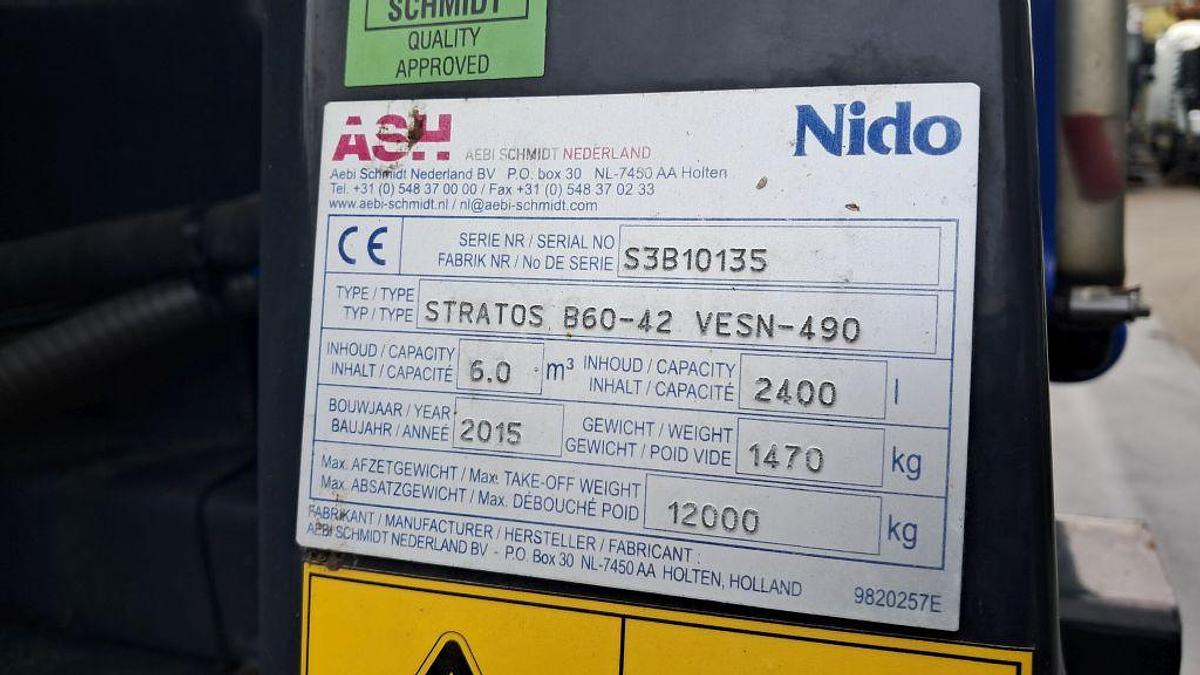 SCHMIDT
QUALITY
APPROVED
ASH AEBI SCHMIDT NEDERLAND Nido
Aebi Schmidt Nederland BV P.O. box 30 NL-7450 AA Holten
Tel. +31 (0) 548 37 00 00 / Fax +31 (0) 548 37 02 33
www.aebi-schmidt.nl / nl@aebi-schmidt.com
CE SERIE NR / SERIAL NO
FABRIK NR / No DE SERIE S3B10135
TYPE / TYPE
TYP / TYPE STRATOS B60-42 VESN-490
INHOUD / CAPACITY
INHALT / CAPACITÉ 6.0 m³
INHOUD / CAPACITY
INHALT / CAPACITÉ 2400 l
BOUWJAAR / YEAR
BAUJAHR / ANNEÉ 2015
GEWICHT / WEIGHT
GEWICHT / POID VIDE 1470 kg
Max. AFZETGEWICHT / Max. TAKE-OFF WEIGHT
Max. ABSATZGEWICHT / Max. DÉBOUCHÉ POID 12000 kg
FABRIKANT / MANUFACTURER / HERSTELLER / FABRICANT :
AEBI SCHMIDT NEDERLAND BV - P.O. Box 30 NL-7450 AA HOLTEN, HOLLAND
9820257E